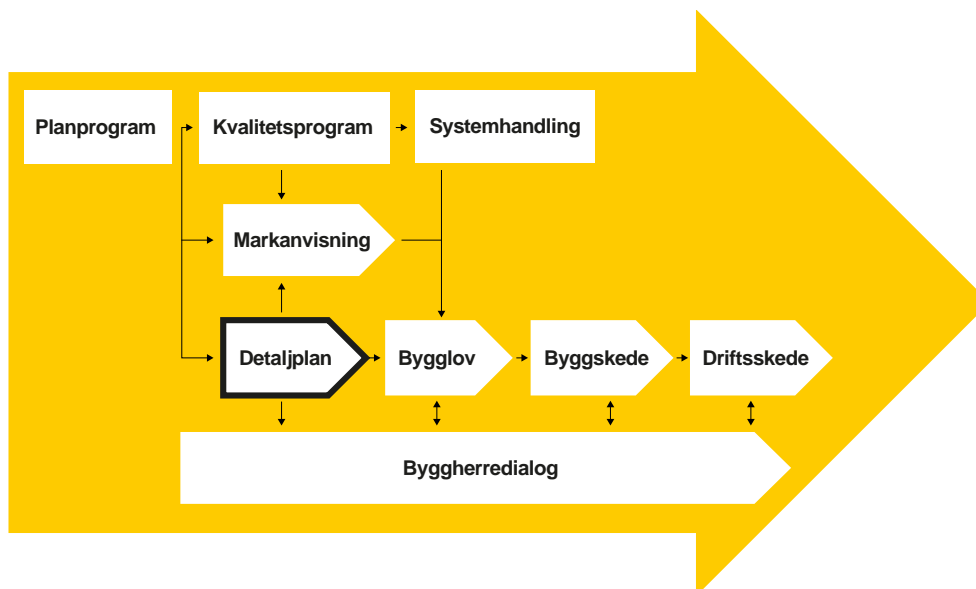 Planprogram
Kvalitetsprogram
Systemhandling
Markanvisning
Detaljplan
Bygglov
Byggskede
Driftsskede
Byggherredialog